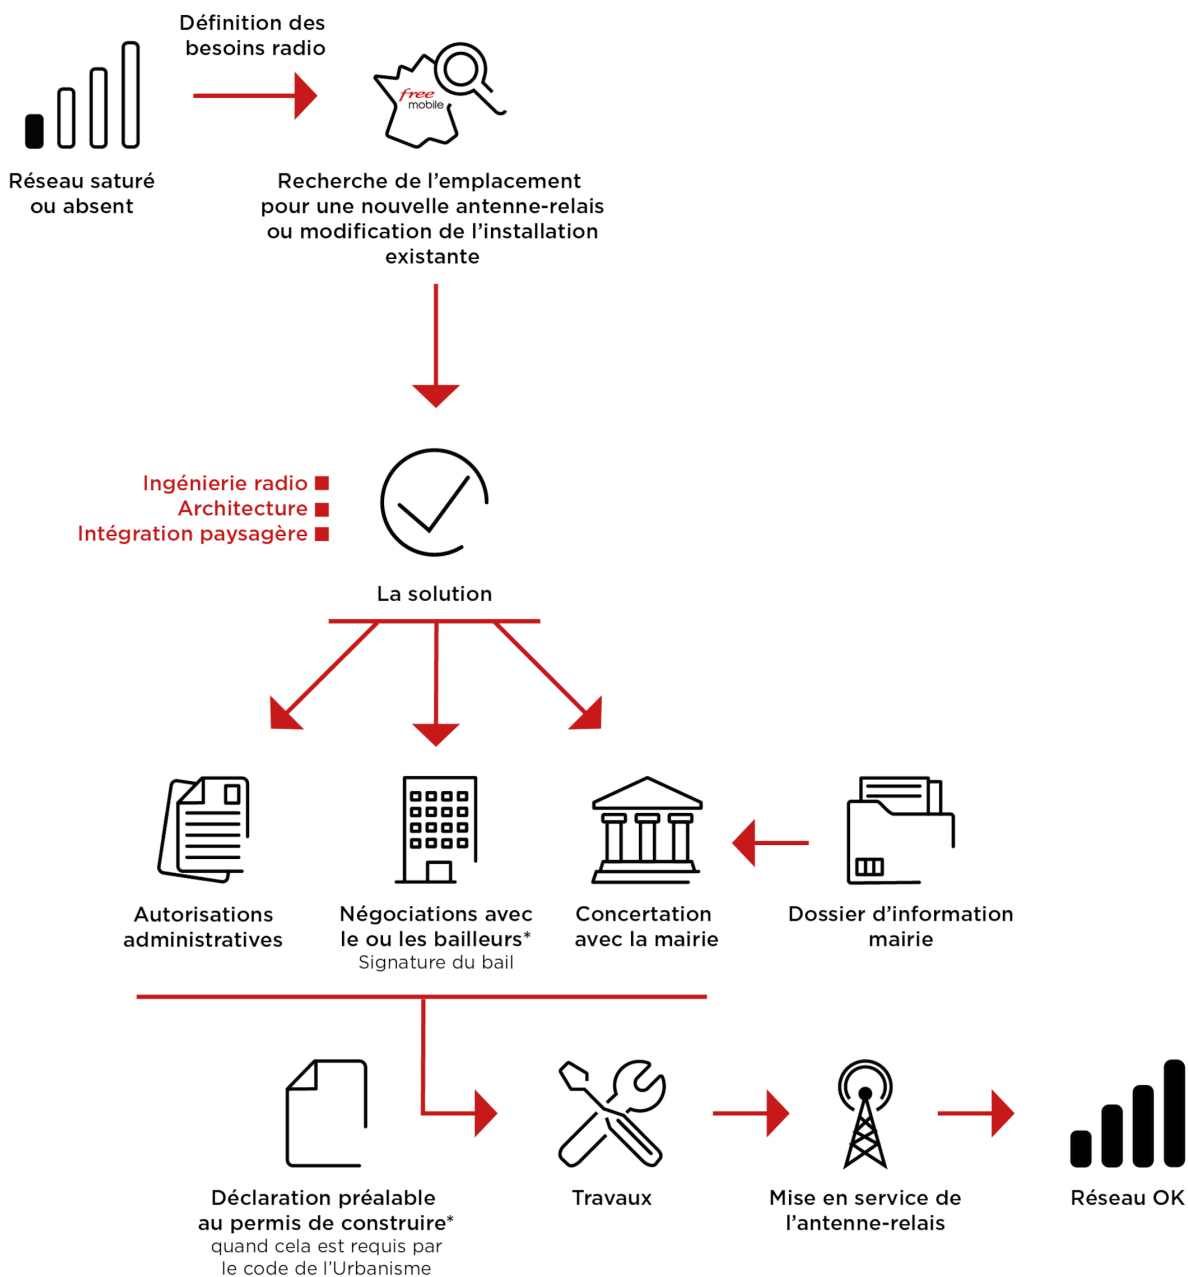 Définition des
besoins radio
free
mobile
Réseau saturé
ou absent
Recherche de l’emplacement
pour une nouvelle antenne-relais
ou modification de l’installation
existante
Ingénierie radio
Architecture
Intégration paysagère
La solution
Autorisations
administratives
Négociations avec
le ou les bailleurs*
Signature du bail
Concertation
avec la mairie
Dossier d’information
mairie
Déclaration préalable
au permis de construire*
quand cela est requis par
le code de l’Urbanisme
Travaux
Mise en service de
l’antenne-relais
Réseau OK